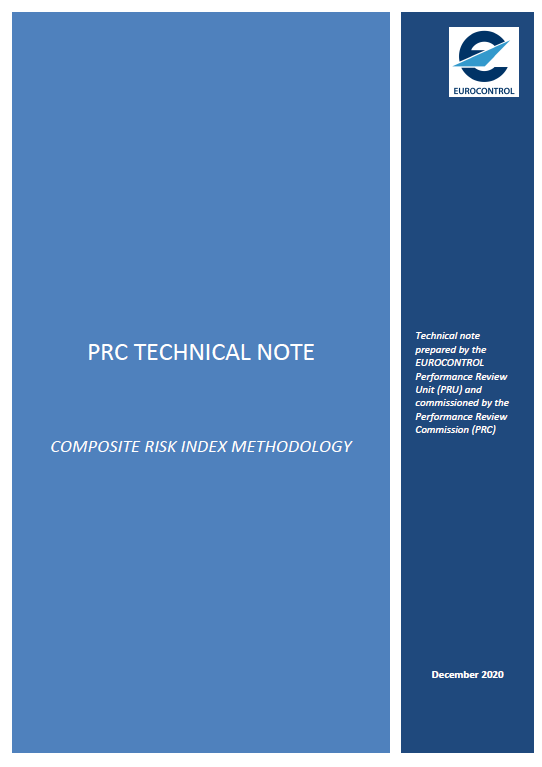 EUROCONTROL
PRC TECHNICAL NOTE
COMPOSITE RISK INDEX METHODOLOGY
Technical note
prepared by the
EUROCONTROL
Performance Review
Unit (PRU) and
commissioned by the
Performance Review
Commission (PRC)
December 2020